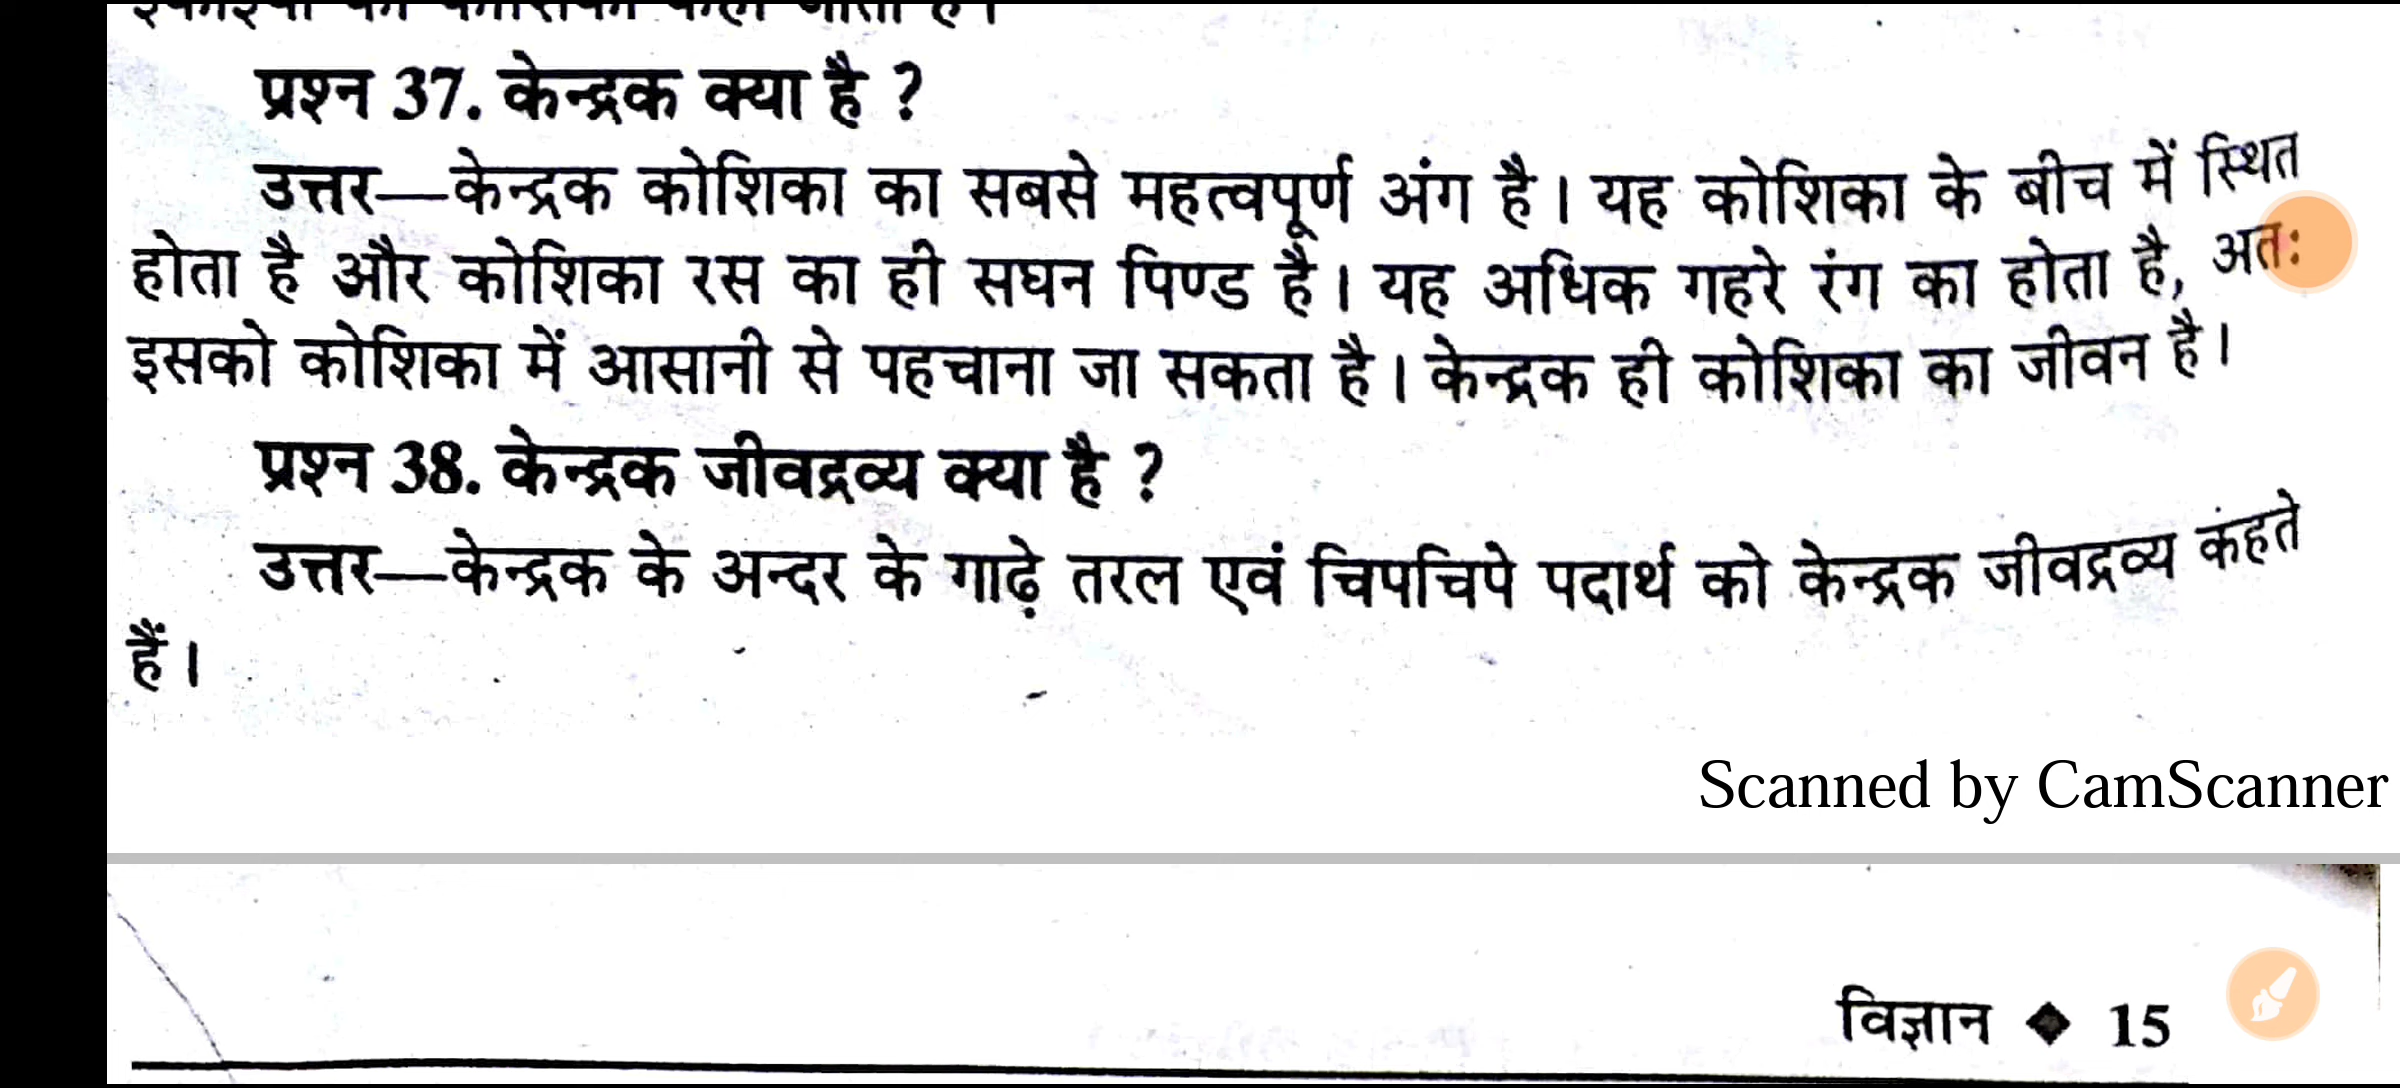 प्रश्न 37. केन्द्रक क्या है ?
उत्तर—केन्द्रक कोशिका का सबसे महत्वपूर्ण अंग है। यह कोशिका के बीच में स्थित
होता है और कोशिका रस का ही सघन पिण्ड है। यह अधिक गहरे रंग का होता है, अतः
इसको कोशिका में आसानी से पहचाना जा सकता है। केन्द्रक ही कोशिका का जीवन है।
प्रश्न 38. केन्द्रक जीवद्रव्य क्या है ?
उत्तर—केन्द्रक के अन्दर के गाढ़े तरल एवं चिपचिपे पदार्थ को केन्द्रक जीवद्रव्य कहते
हैं।
Scanned by CamScanner
विज्ञान ◆ 15